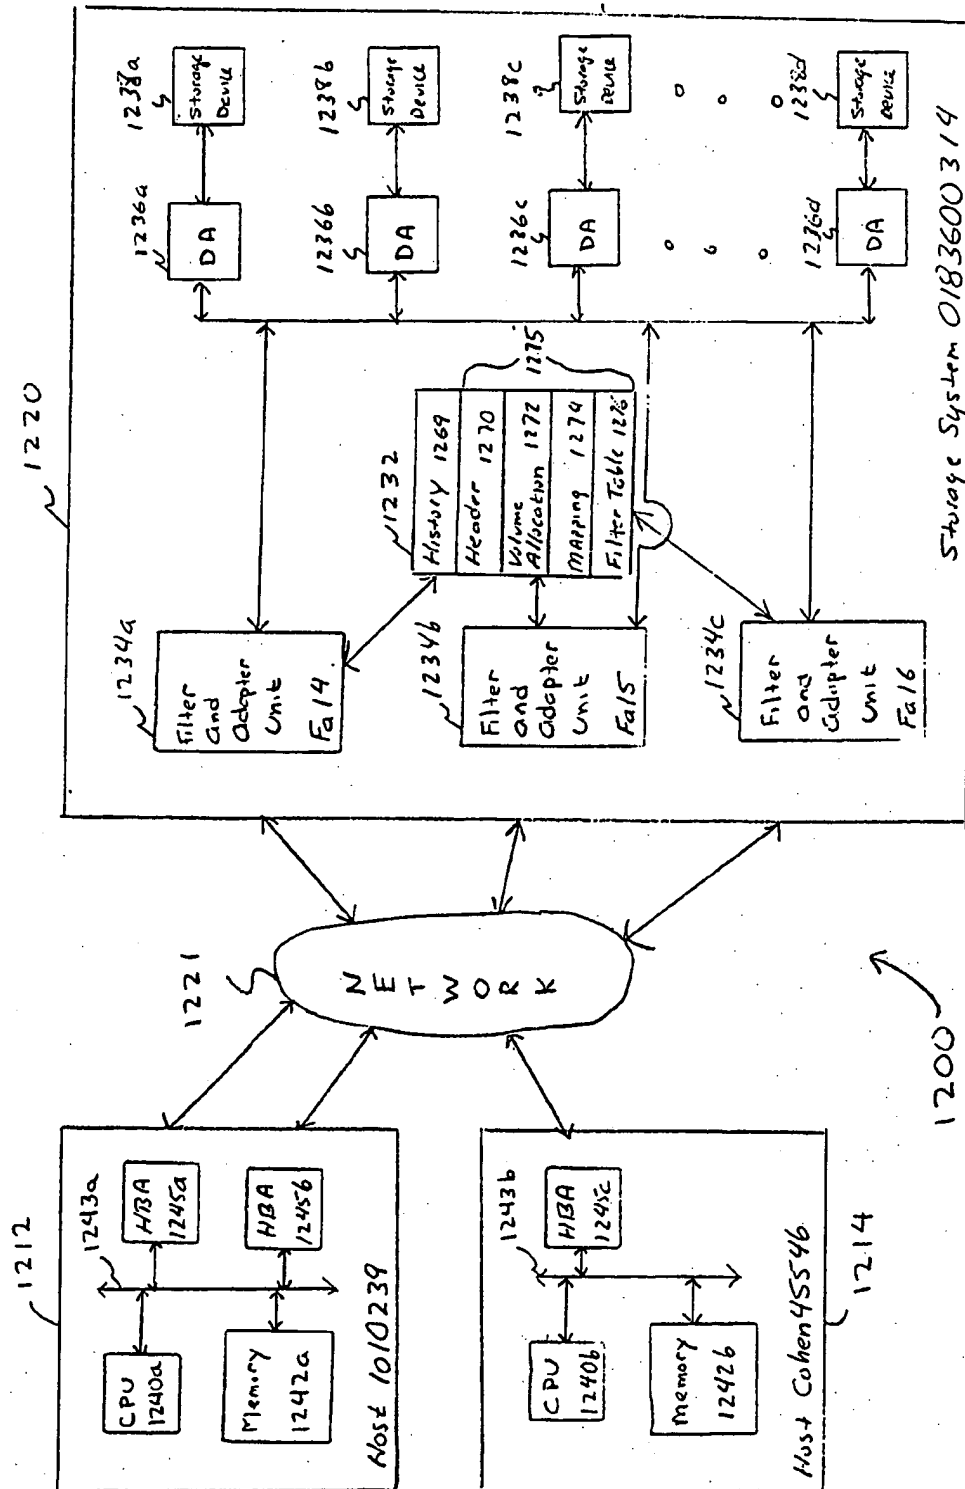 1212
1243a
CPU
1240a
HBA
1245a
Memory
1242a
HBA
1245b
Host 1010239
1243b
CPU
1240b
HBA
1245c
Memory
1242b
Host Cohen45546
1214
1221
NETWORK
1200
1220
1234a
Filter
and
adapter
unit
Fa14
1234b
Filter
and
adapter
Unit
Fa15
1234c
Filter
and
adapter
unit
Fa16
1232
History 1269
Header 1270
Volume
Allocation 1272
Mapping 1274
Filter Table 1276
1275
1236a
DA
1238a
Storage
Device
1236b
DA
1238b
Storage
Device
1236c
DA
1238c
Storage
Device
1236d
DA
1238d
Storage
Device
Storage System 01836003 14